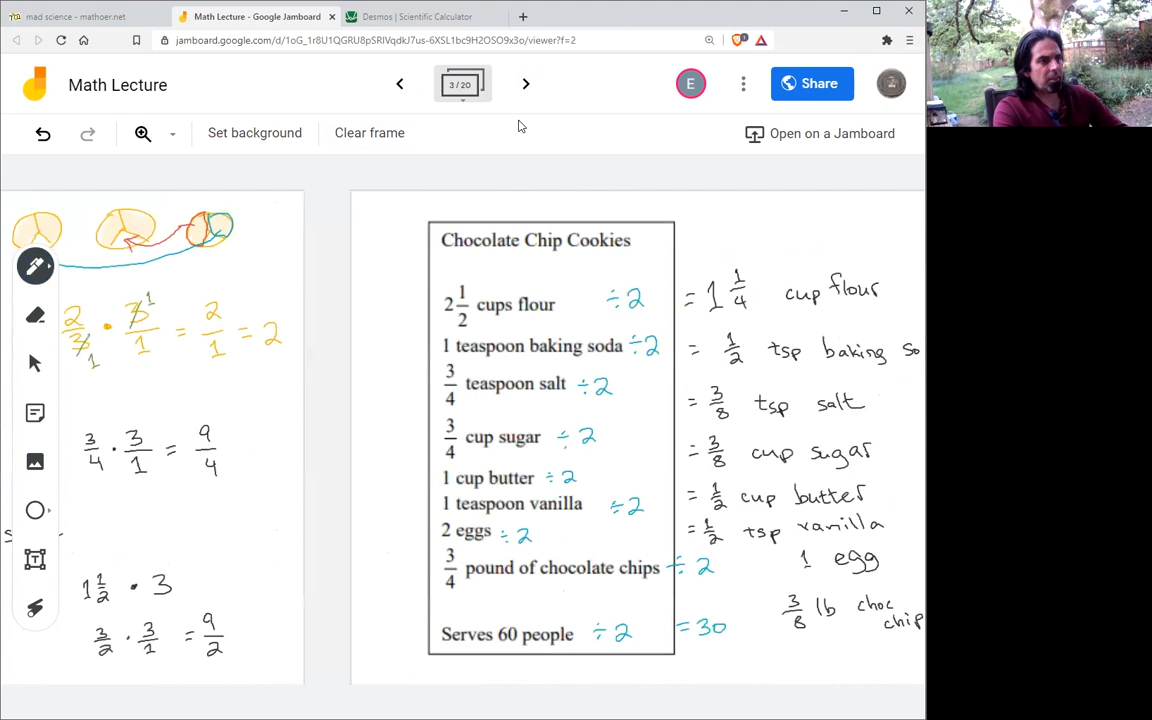 mad science - mathoer.net
Math Lecture - Google Jamboard
Desmos | Scientific Calculator
jamboard.google.com/d/1oG_1r8U1QGRU8pSRIVqdkJ7us-6XSL1bc9H2OSO9x3o/viewer?f=2
1
Math Lecture
3 / 20
E
Share
Set background
Clear frame
Open on a Jamboard
2/3 · 3/1 = 2/1 = 2
1
1
3/4 · 3/1 = 9/4
1 1/2 · 3
3/2 · 3/1 = 9/2
Chocolate Chip Cookies
2 1/2 cups flour ÷2 = 1 1/4 cup flour
1 teaspoon baking soda ÷2 = 1/2 tsp baking so
3/4 teaspoon salt ÷2 = 3/8 tsp salt
3/4 cup sugar ÷2 = 3/8 cup sugar
1 cup butter ÷2 = 1/2 cup butter
1 teaspoon vanilla ÷2 = 1/2 tsp vanilla
2 eggs ÷2 1 egg
3/4 pound of chocolate chips ÷2 3/8 lb choc
chip
Serves 60 people ÷2 = 30